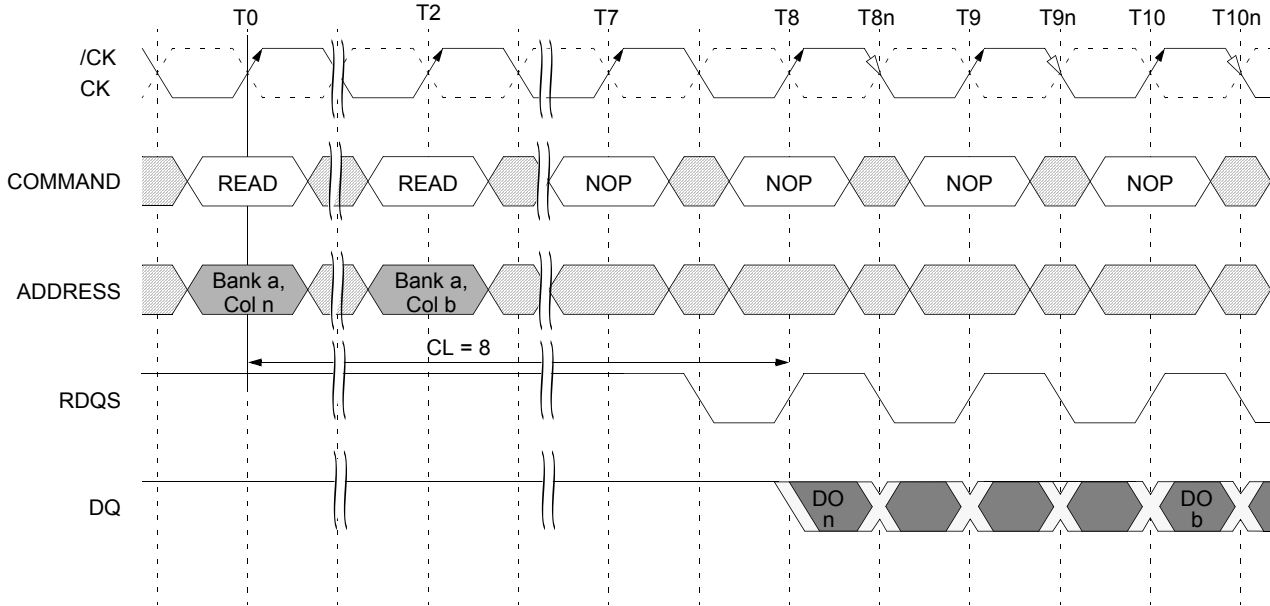 T0 T2 T7 T8 T8n T9 T9n T10 T10n
/CK
CK
COMMAND READ READ NOP NOP NOP NOP
ADDRESS
Bank a,
Col n
Bank a,
Col b
CL = 8
RDQS
DQ
DO
n
DO
b